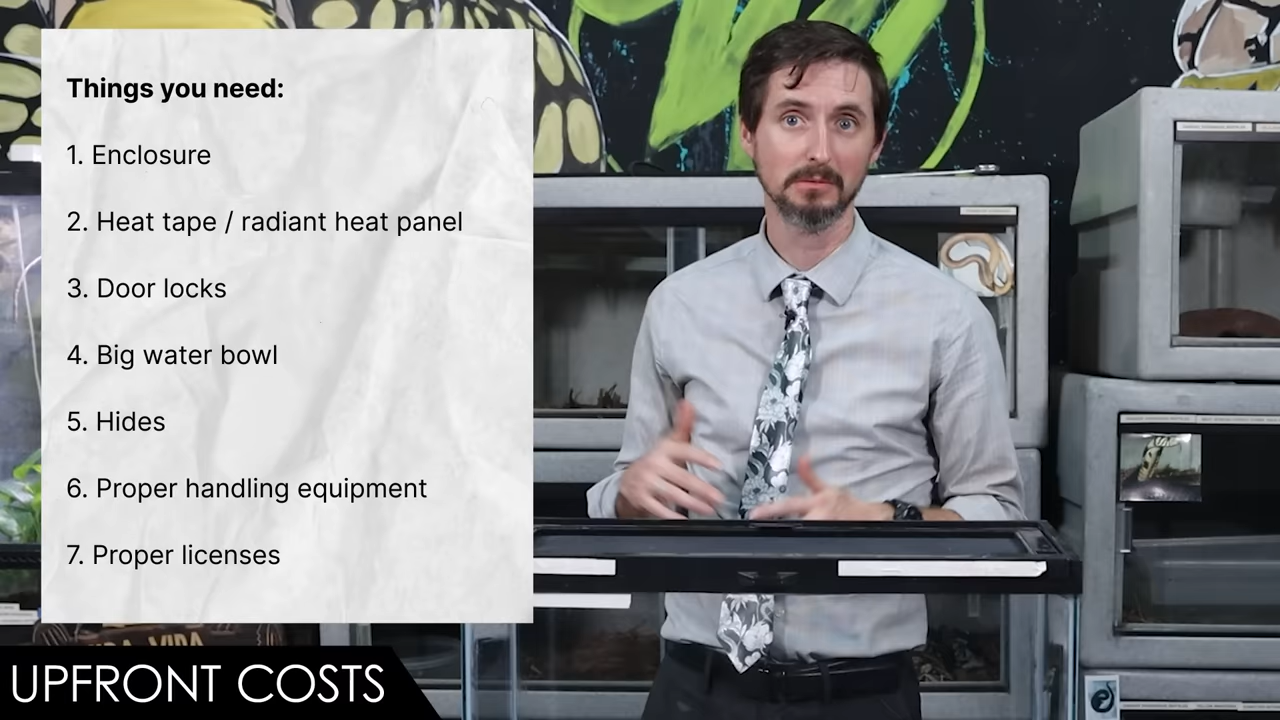 Things you need:
1. Enclosure
2. Heat tape / radiant heat panel
3. Door locks
4. Big water bowl
5. Hides
6. Proper handling equipment
7. Proper licenses
VIDA
UPFRONT COSTS